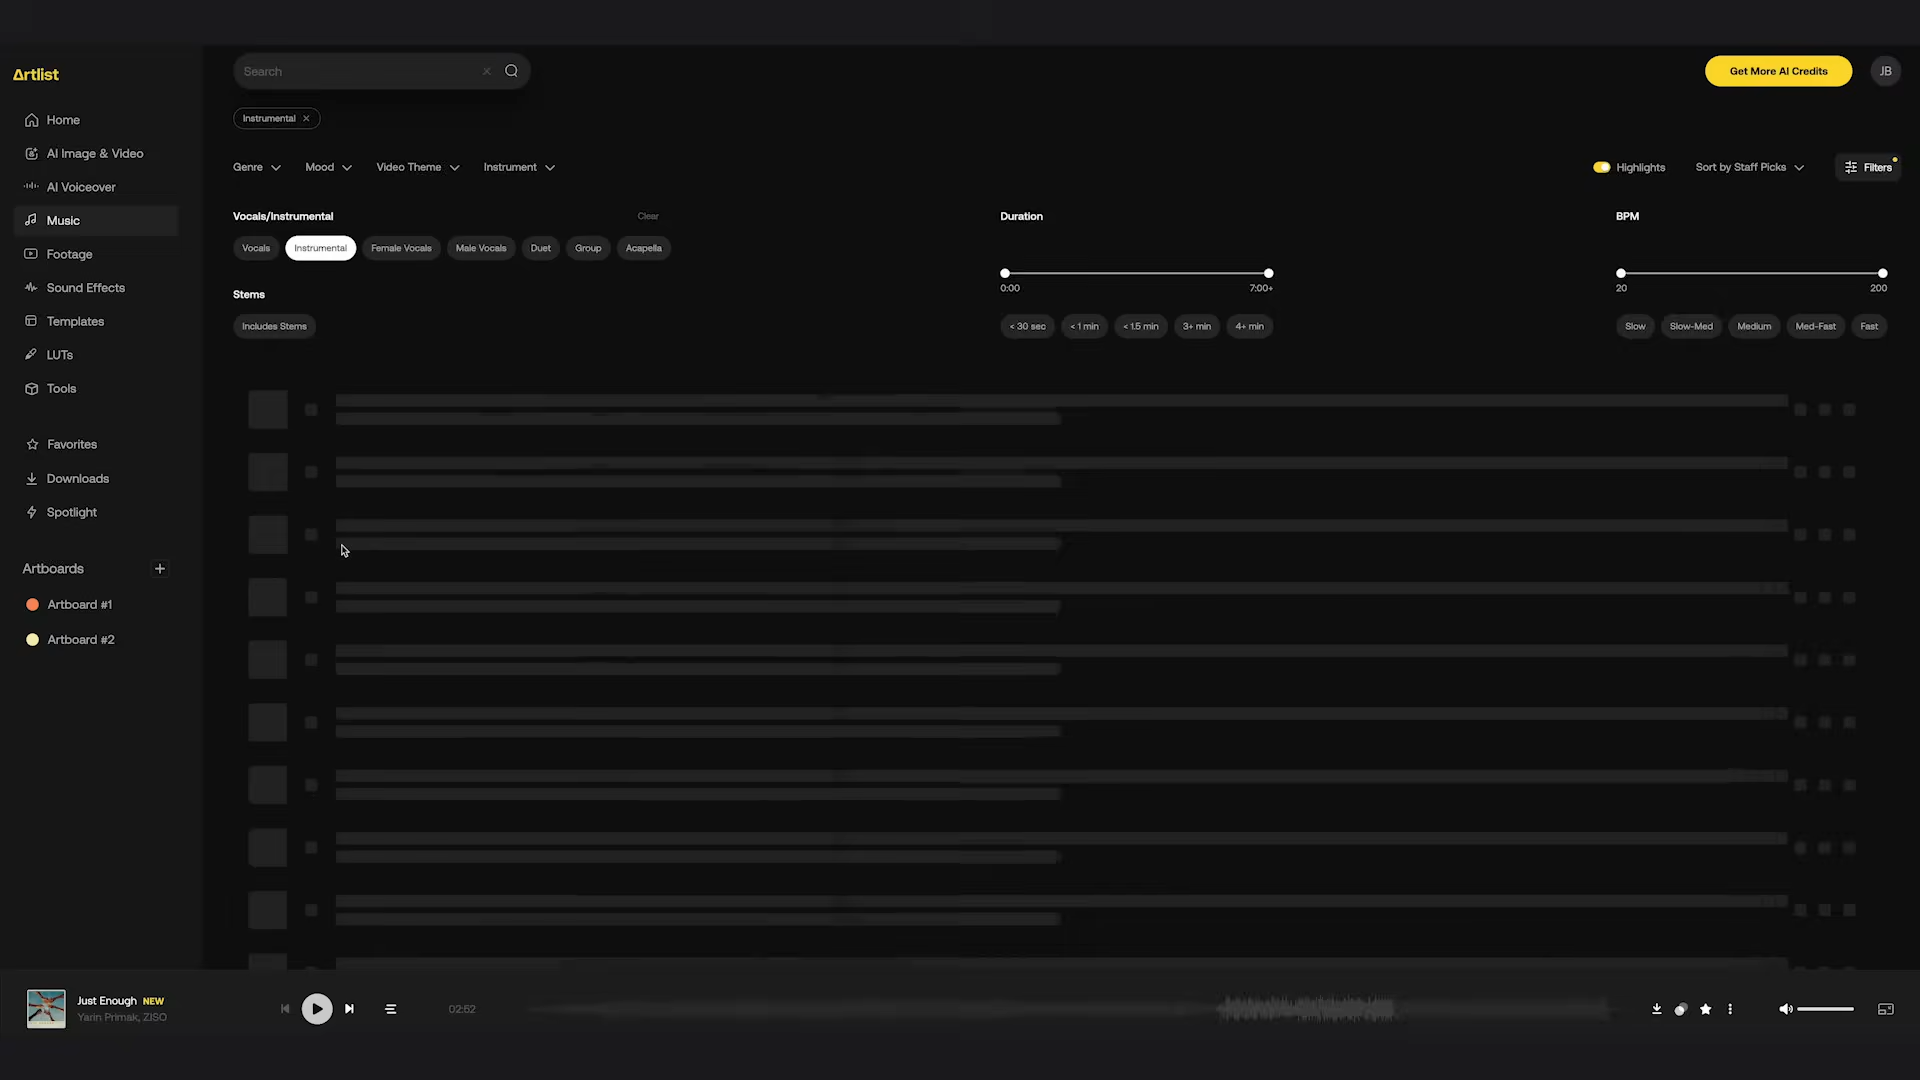 Artlist
Search
Get More AI Credits
JB
Home
AI Image & Video
AI Voiceover
Music
Footage
Sound Effects
Templates
LUTs
Tools
Favorites
Downloads
Spotlight
Artboards
Artboard #1
Artboard #2
Instrumental
Genre Mood Video Theme Instrument
Highlights Sort by Staff Picks Filters
Vocals/Instrumental Clear
Vocals Instrumental Female Vocals Male Vocals Duet Group Acapella
Stems
Includes Stems
Duration
0:00 7:00+
< 30 sec < 1 min < 1.5 min 3+ min 4+ min
BPM
20 200
Slow Slow-Med Medium Med-Fast Fast
Just Enough NEW
Yarin Primak, ZISO
02:52